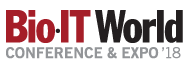 Bio·IT World
CONFERENCE & EXPO '18